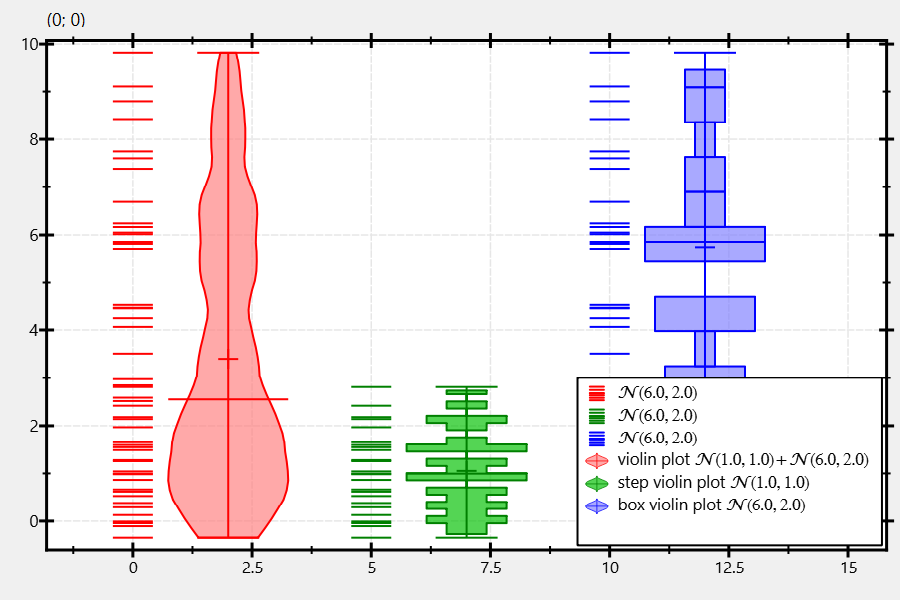 (0; 0)
10
8
6
4
2
0
0
2.5
5
7.5
10
12.5
15
𝒩(6.0, 2.0)
𝒩(6.0, 2.0)
𝒩(6.0, 2.0)
violin plot 𝒩(1.0, 1.0)+𝒩(6.0, 2.0)
step violin plot 𝒩(1.0, 1.0)
box violin plot 𝒩(6.0, 2.0)